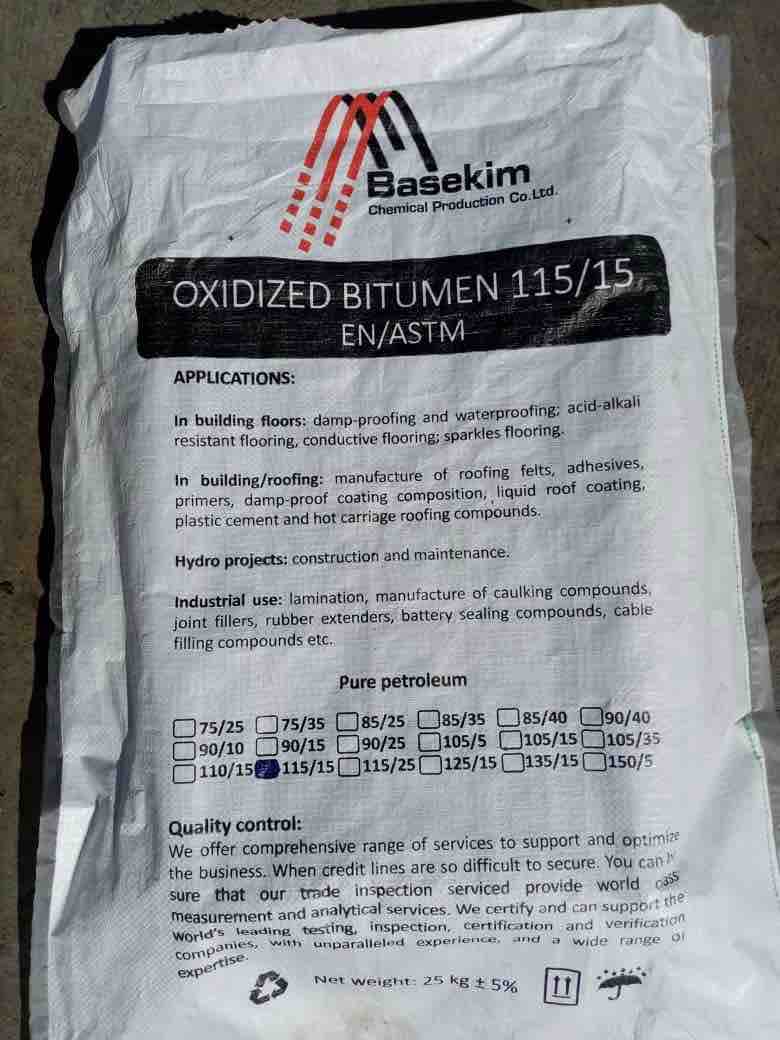 Basekim
Chemical Production Co.Ltd.
OXIDIZED BITUMEN 115/15
EN/ASTM
APPLICATIONS:
In building floors: damp-proofing and waterproofing; acid-alkali
resistant flooring, conductive flooring; sparkles flooring.
In building/roofing: manufacture of roofing felts, adhesives,
primers, damp-proof coating composition, liquid roof coating,
plastic cement and hot carriage roofing compounds.
Hydro projects: construction and maintenance.
Industrial use: lamination, manufacture of caulking compounds,
joint fillers, rubber extenders, battery sealing compounds, cable
filling compounds etc.
Pure petroleum
75/25 75/35 85/25 85/35 85/40 90/40
90/10 90/15 90/25 105/5 105/15 105/35
110/15 115/15 115/25 125/15 135/15 150/5
Quality control:
We offer comprehensive range of services to support and optimize
the business. When credit lines are so difficult to secure. You can
sure that our trade inspection serviced provide world
measurement and analytical services. We certify and can support the
World's leading testing, inspection, certification and verification
companies, with unparalleled experience, and a wide range of
expertise.
Net weight: 25 kg ± 5%